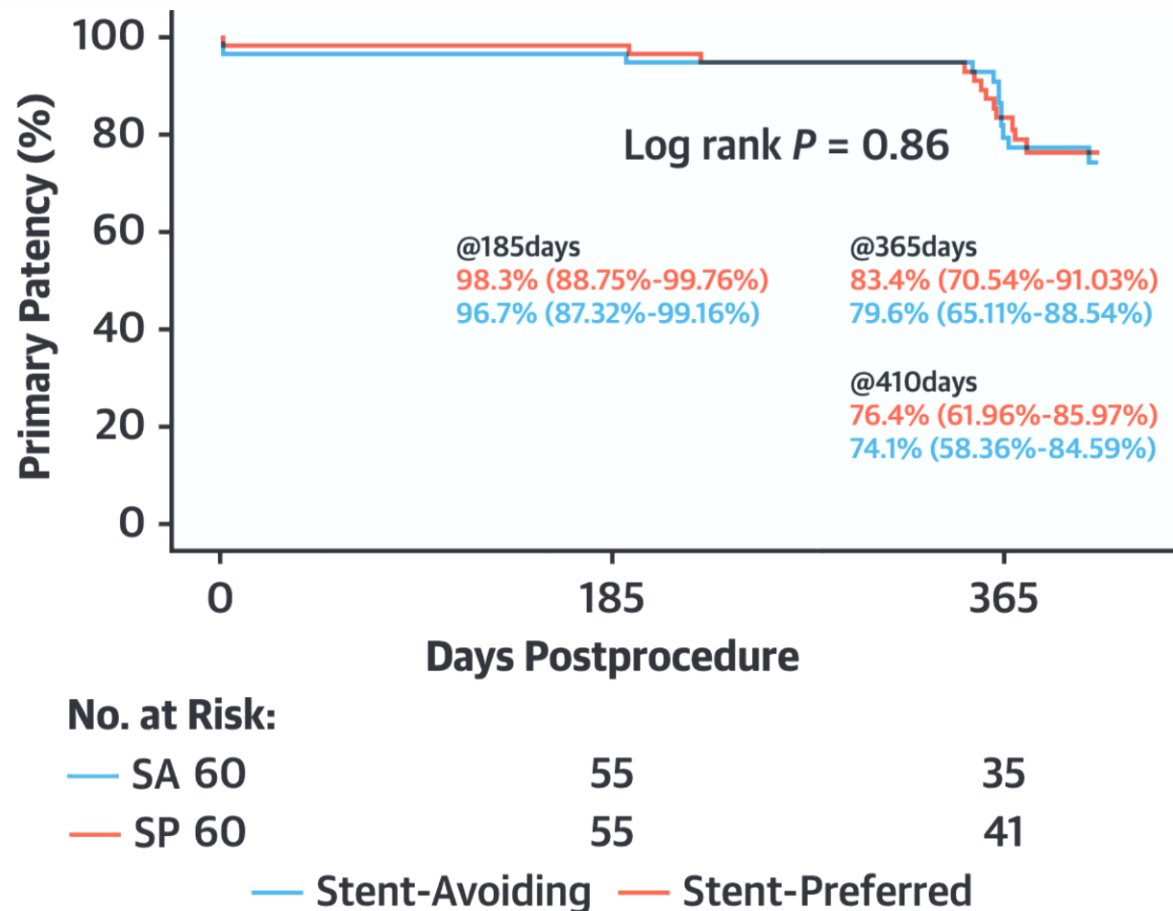 Primary Patency (%)
100
80
60
40
20
0
Log rank P = 0.86
@185days
98.3% (88.75%-99.76%)
96.7% (87.32%-99.16%)
@365days
83.4% (70.54%-91.03%)
79.6% (65.11%-88.54%)
@410days
76.4% (61.96%-85.97%)
74.1% (58.36%-84.59%)
0 185 365
Days Postprocedure
No. at Risk:
SA 60 55 35
SP 60 55 41
Stent-Avoiding Stent-Preferred